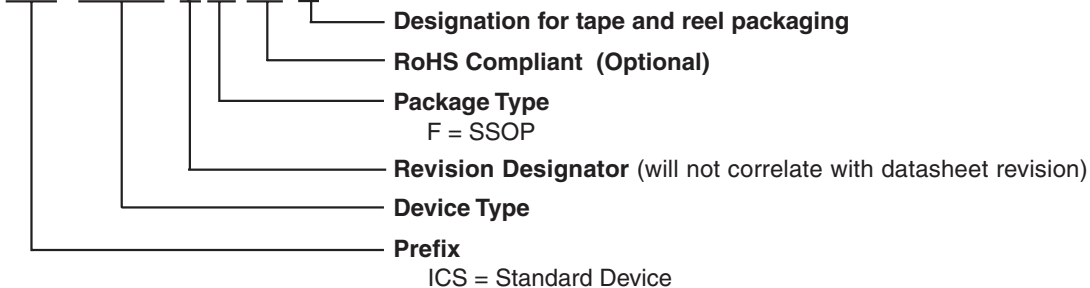 Designation for tape and reel packaging
RoHS Compliant (Optional)
Package Type
F = SSOP
Revision Designator (will not correlate with datasheet revision)
Device Type
Prefix
ICS = Standard Device